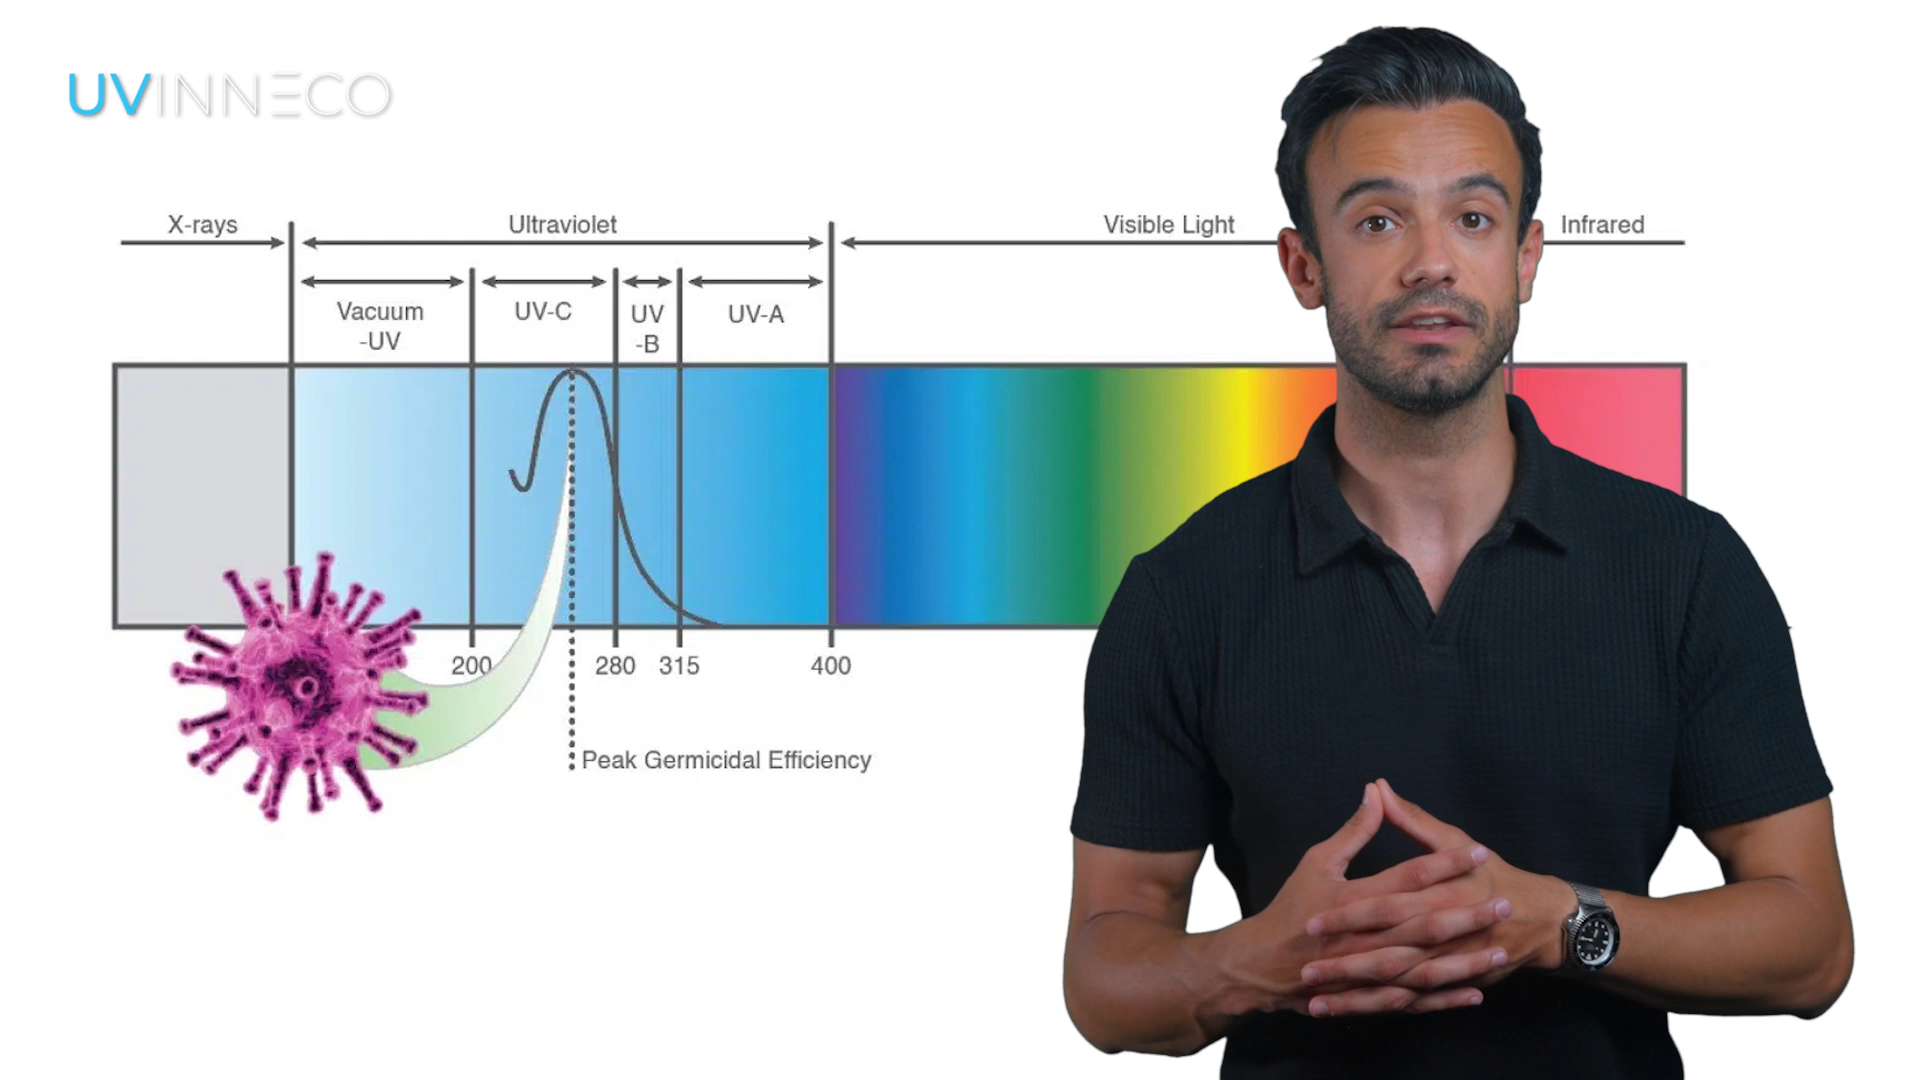 UVINNECO
X-rays
Ultraviolet
Visible Light
Infrared
Vacuum
-UV
UV-C
UV
-B
UV-A
200
280
315
400
Peak Germicidal Efficiency